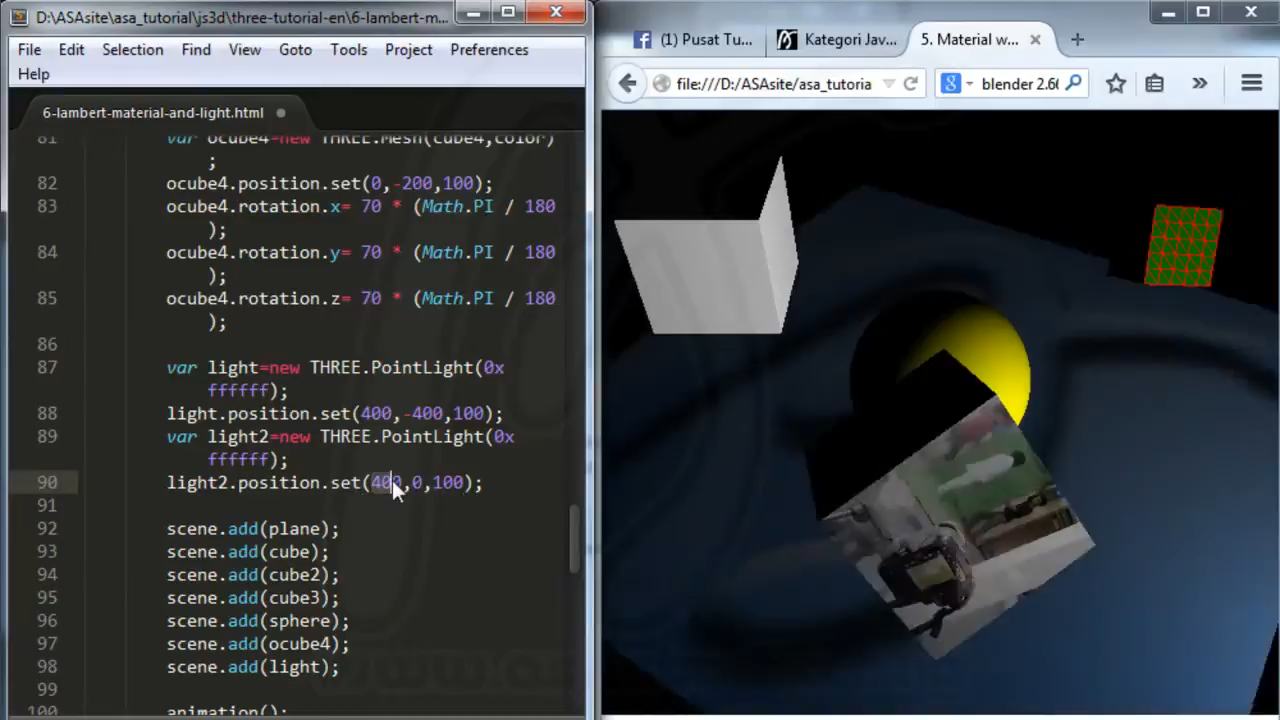 D:\ASAsite\asa_tutorial\js3d\three-tutorial-en\6-lambert-m...
File Edit Selection Find View Goto Tools Project Preferences
Help
6-lambert-material-and-light.html
81 var ocube4=new THREE.Mesh(cube4,color)
;
82 ocube4.position.set(0,-200,100);
83 ocube4.rotation.x= 70 * (Math.PI / 180
);
84 ocube4.rotation.y= 70 * (Math.PI / 180
);
85 ocube4.rotation.z= 70 * (Math.PI / 180
);
86
87 var light=new THREE.PointLight(0x
ffffff);
88 light.position.set(400,-400,100);
89 var light2=new THREE.PointLight(0x
ffffff);
90 light2.position.set(400,0,100);
91
92 scene.add(plane);
93 scene.add(cube);
94 scene.add(cube2);
95 scene.add(cube3);
96 scene.add(sphere);
97 scene.add(ocube4);
98 scene.add(light);
99
100 animation();
(1) Pusat Tu... Kategori Jav... 5. Material w...
file:///D:/ASAsite/asa_tutoria blender 2.6